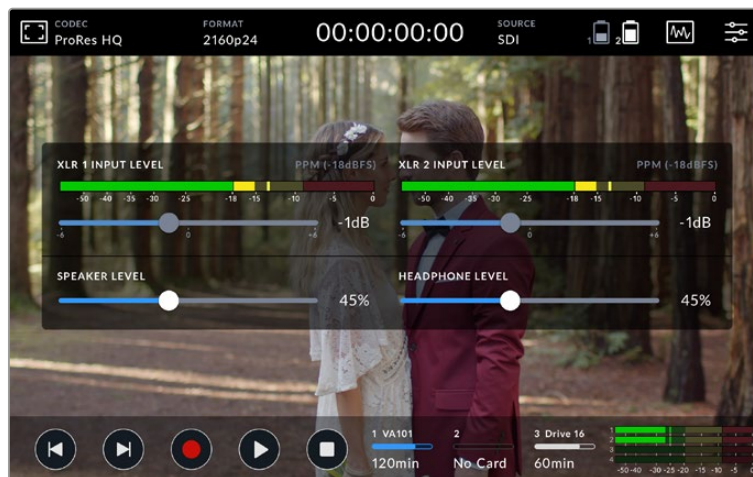 CODEC
ProRes HQ
FORMAT
2160p24
00:00:00:00
SOURCE
SDI
1
2
XLR 1 INPUT LEVEL
PPM (-18dBFS)
-50 -40 -35 -30 -25 -18 -15 -10 -5 0
-1dB
-6 0 +6
XLR 2 INPUT LEVEL
PPM (-18dBFS)
-50 -40 -35 -30 -25 -18 -15 -10 -5 0
-1dB
-6 0 +6
SPEAKER LEVEL
45%
HEADPHONE LEVEL
45%
1 VA101
120min
2
No Card
3 Drive 16
60min
1
2
3
4
-50 -40 -30 -25 -20 -15 -10 -5 0